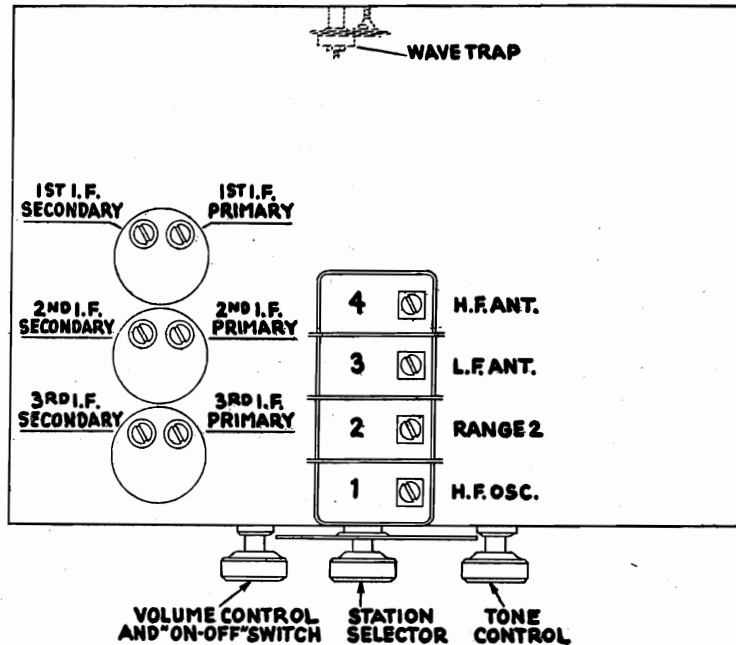 WAVE TRAP
1ST I.F.
SECONDARY
1ST I.F.
PRIMARY
2ND I.F.
SECONDARY
2ND I.F.
PRIMARY
3RD I.F.
SECONDARY
3RD I.F.
PRIMARY
4 H.F. ANT.
3 L.F. ANT.
2 RANGE 2
1 H.F. OSC.
VOLUME CONTROL
AND "ON-OFF" SWITCH
STATION
SELECTOR
TONE
CONTROL